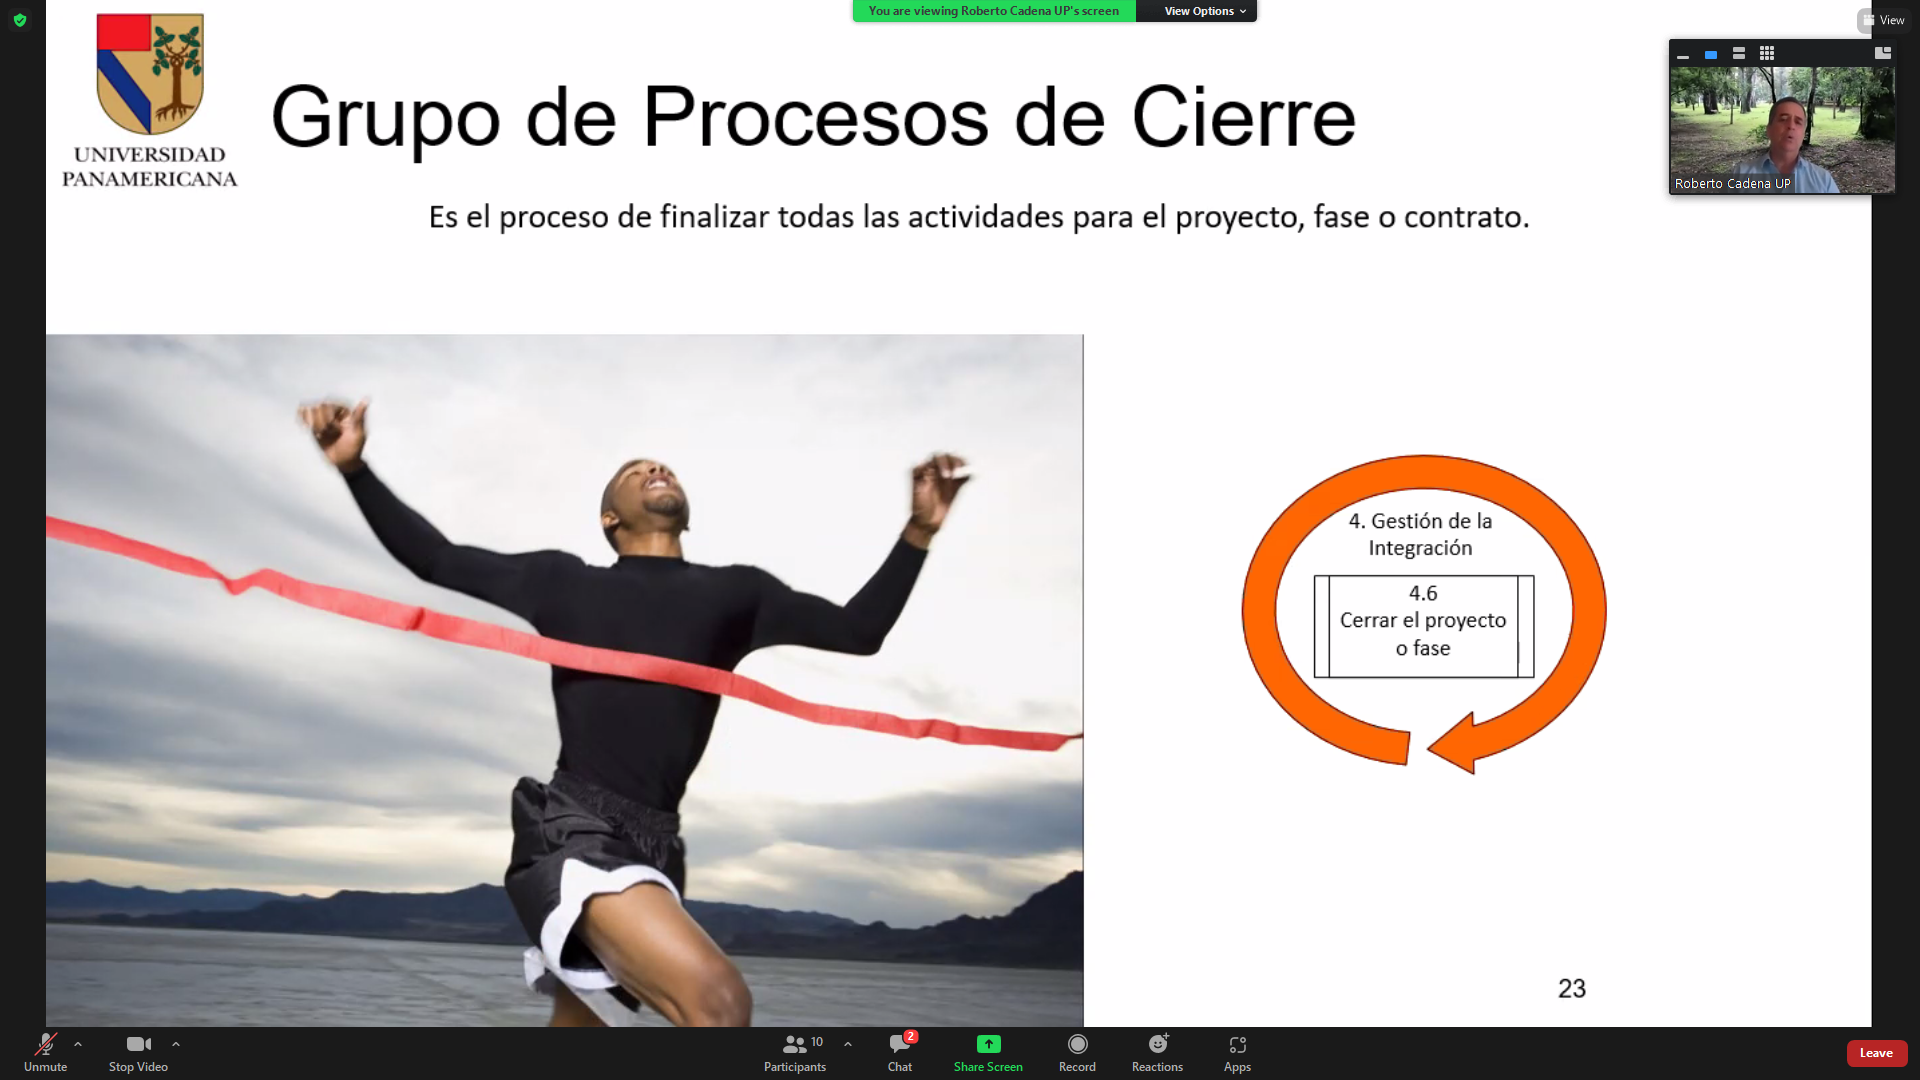 You are viewing Roberto Cadena UP's screen
View Options
View
UNIVERSIDAD
PANAMERICANA
Grupo de Procesos de Cierre
Roberto Cadena UP
Es el proceso de finalizar todas las actividades para el proyecto, fase o contrato.
4. Gestión de la
Integración
4.6
Cerrar el proyecto
o fase
23
Unmute
Stop Video
10
Participants
2
Chat
Share Screen
Record
Reactions
Apps
Leave